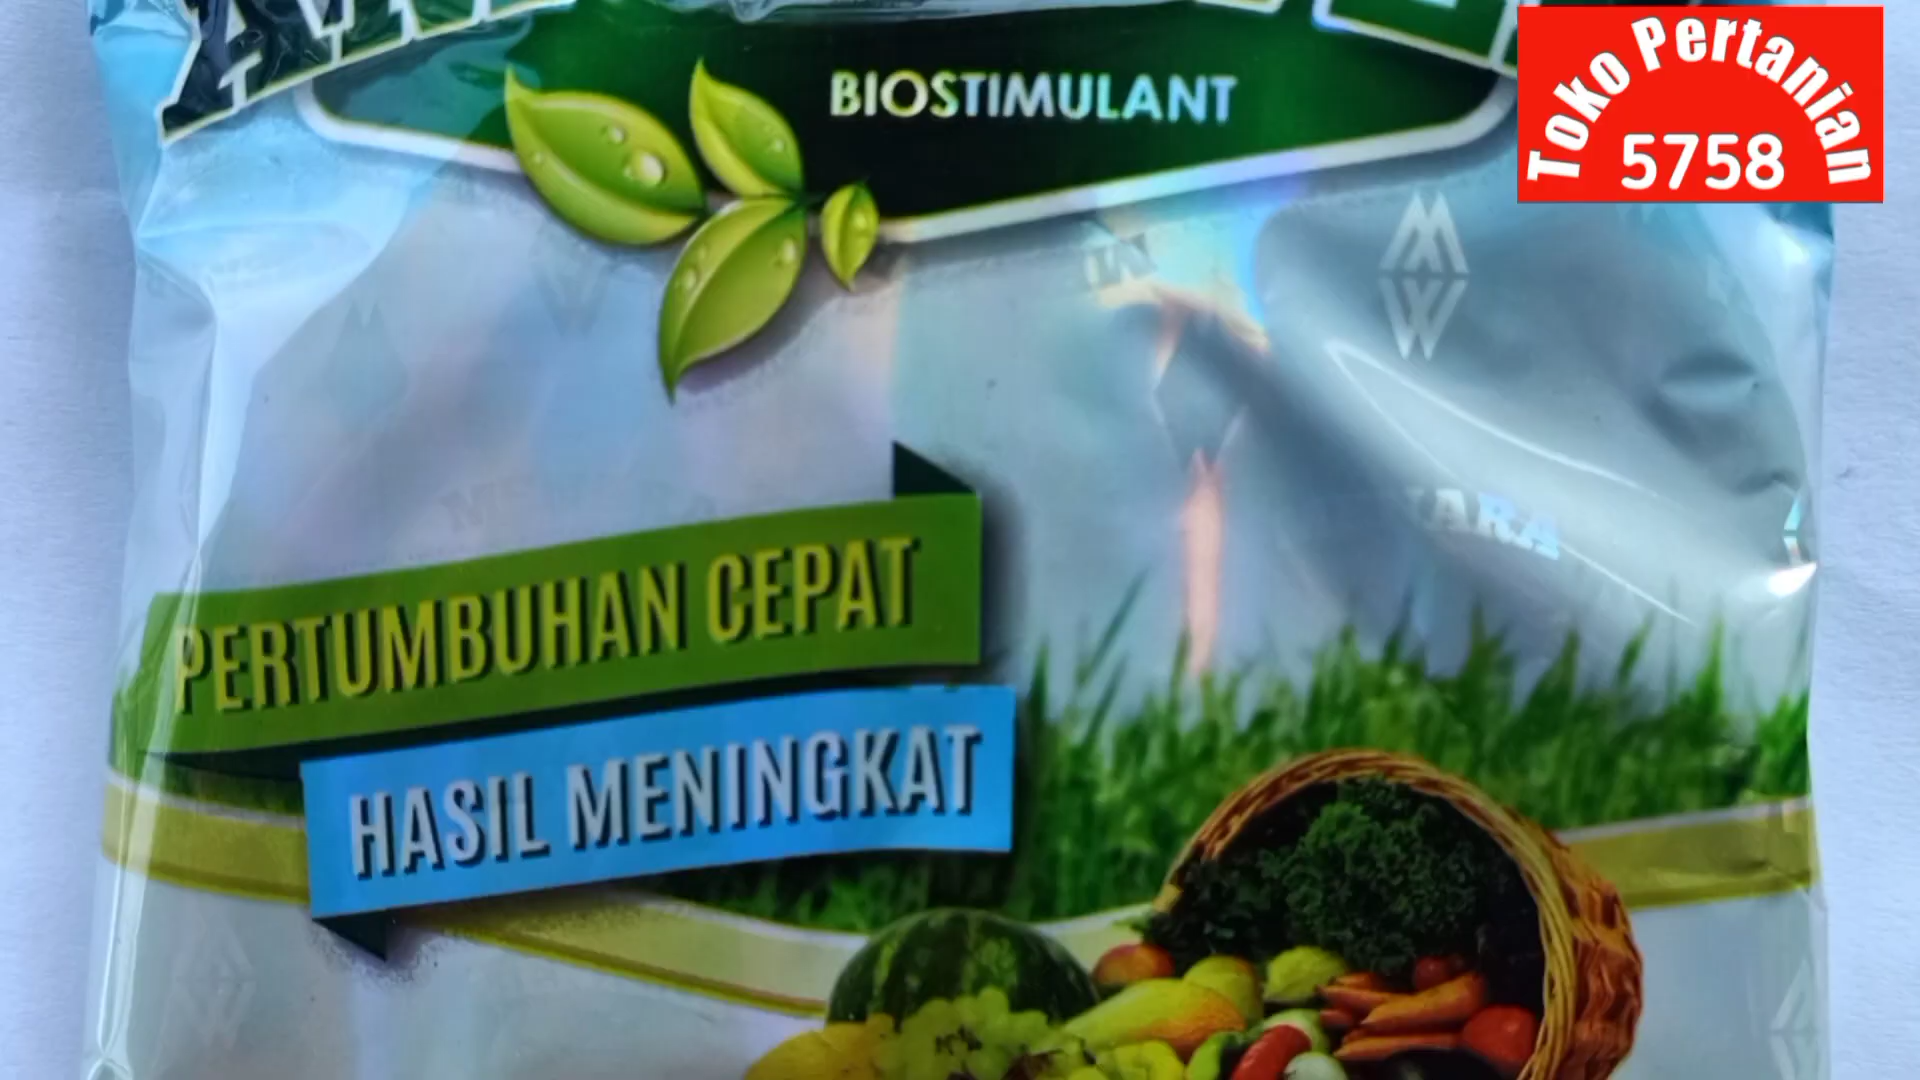 BIOSTIMULANT
Toko Pertanian
5758
PERTUMBUHAN CEPAT
HASIL MENINGKAT